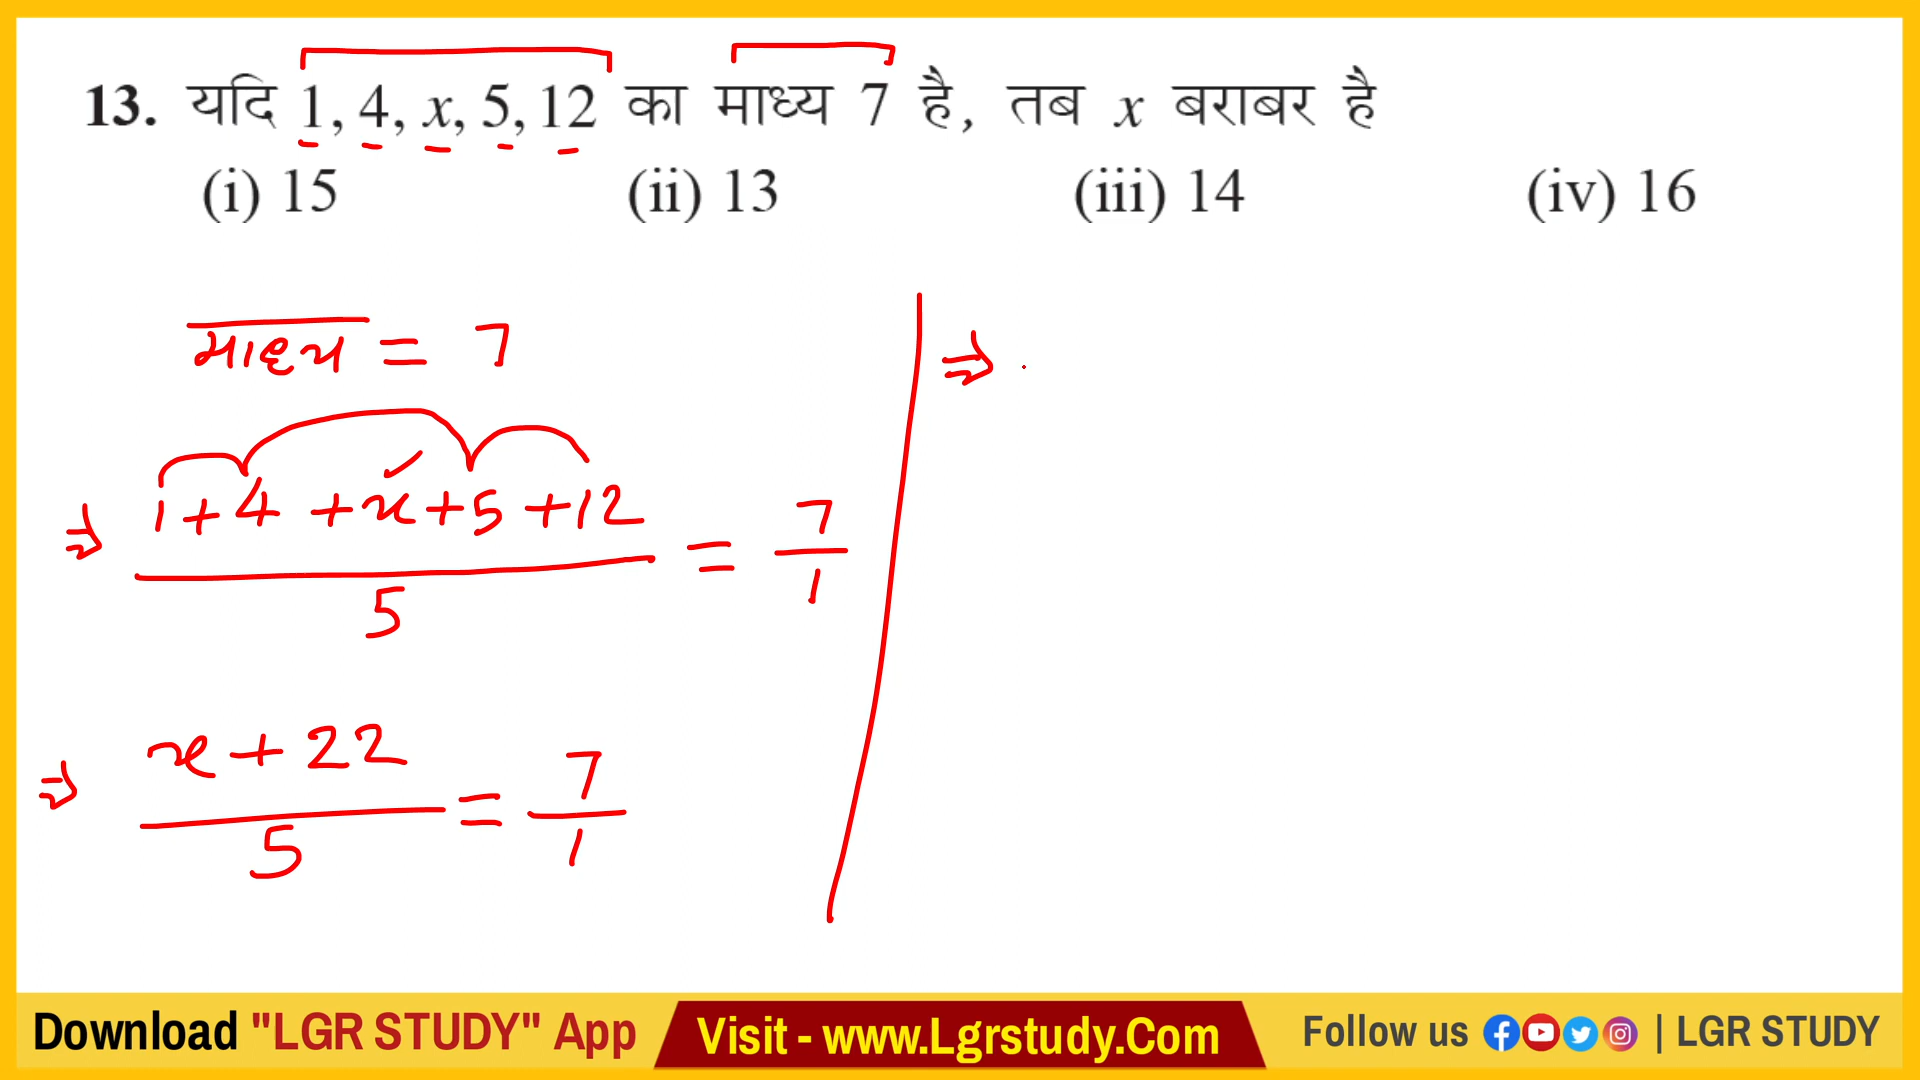 13. यदि 1, 4, x, 5, 12 का माध्य 7 है, तब x बराबर है
(i) 15 (ii) 13 (iii) 14 (iv) 16
माध्य = 7
⇒ 1+4+x+5+12 / 5 = 7/1
⇒ x+22 / 5 = 7/1
⇒
Download "LGR STUDY" App Visit - www.Lgrstudy.Com Follow us | LGR STUDY